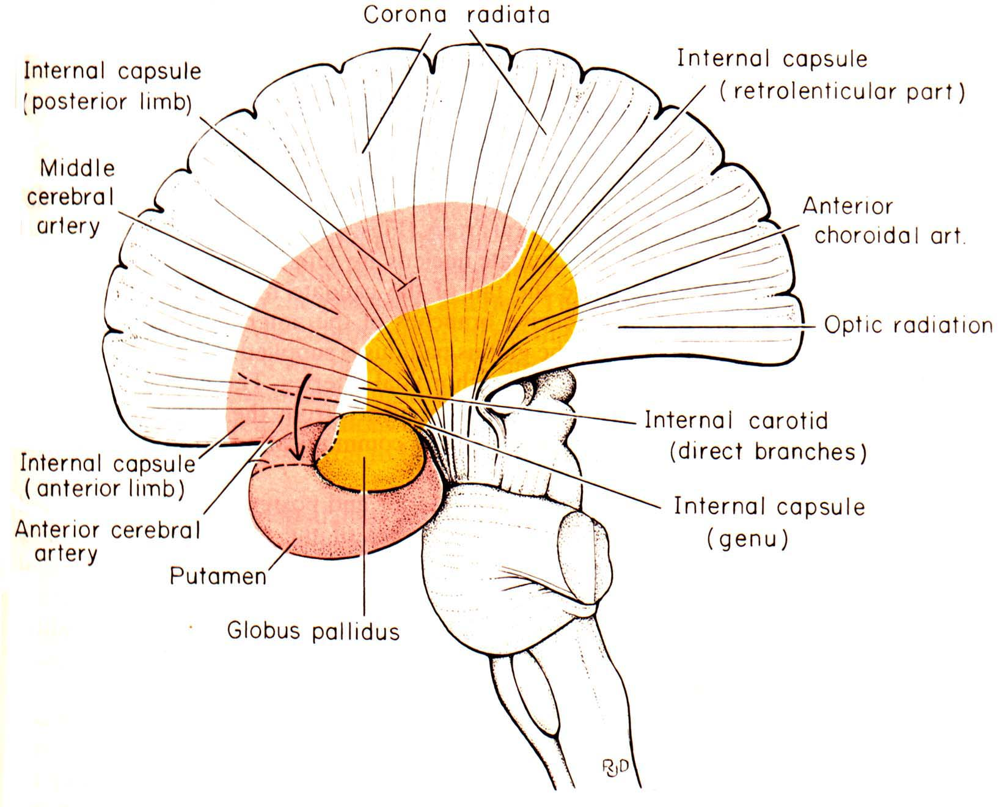 Corona radiata
Internal capsule
(posterior limb)
Internal capsule
(retrolenticular part)
Middle
cerebral
artery
Anterior
choroidal art.
Optic radiation
Internal carotid
(direct branches)
Internal capsule
(anterior limb)
Internal capsule
(genu)
Anterior cerebral
artery
Putamen
Globus pallidus
RJD